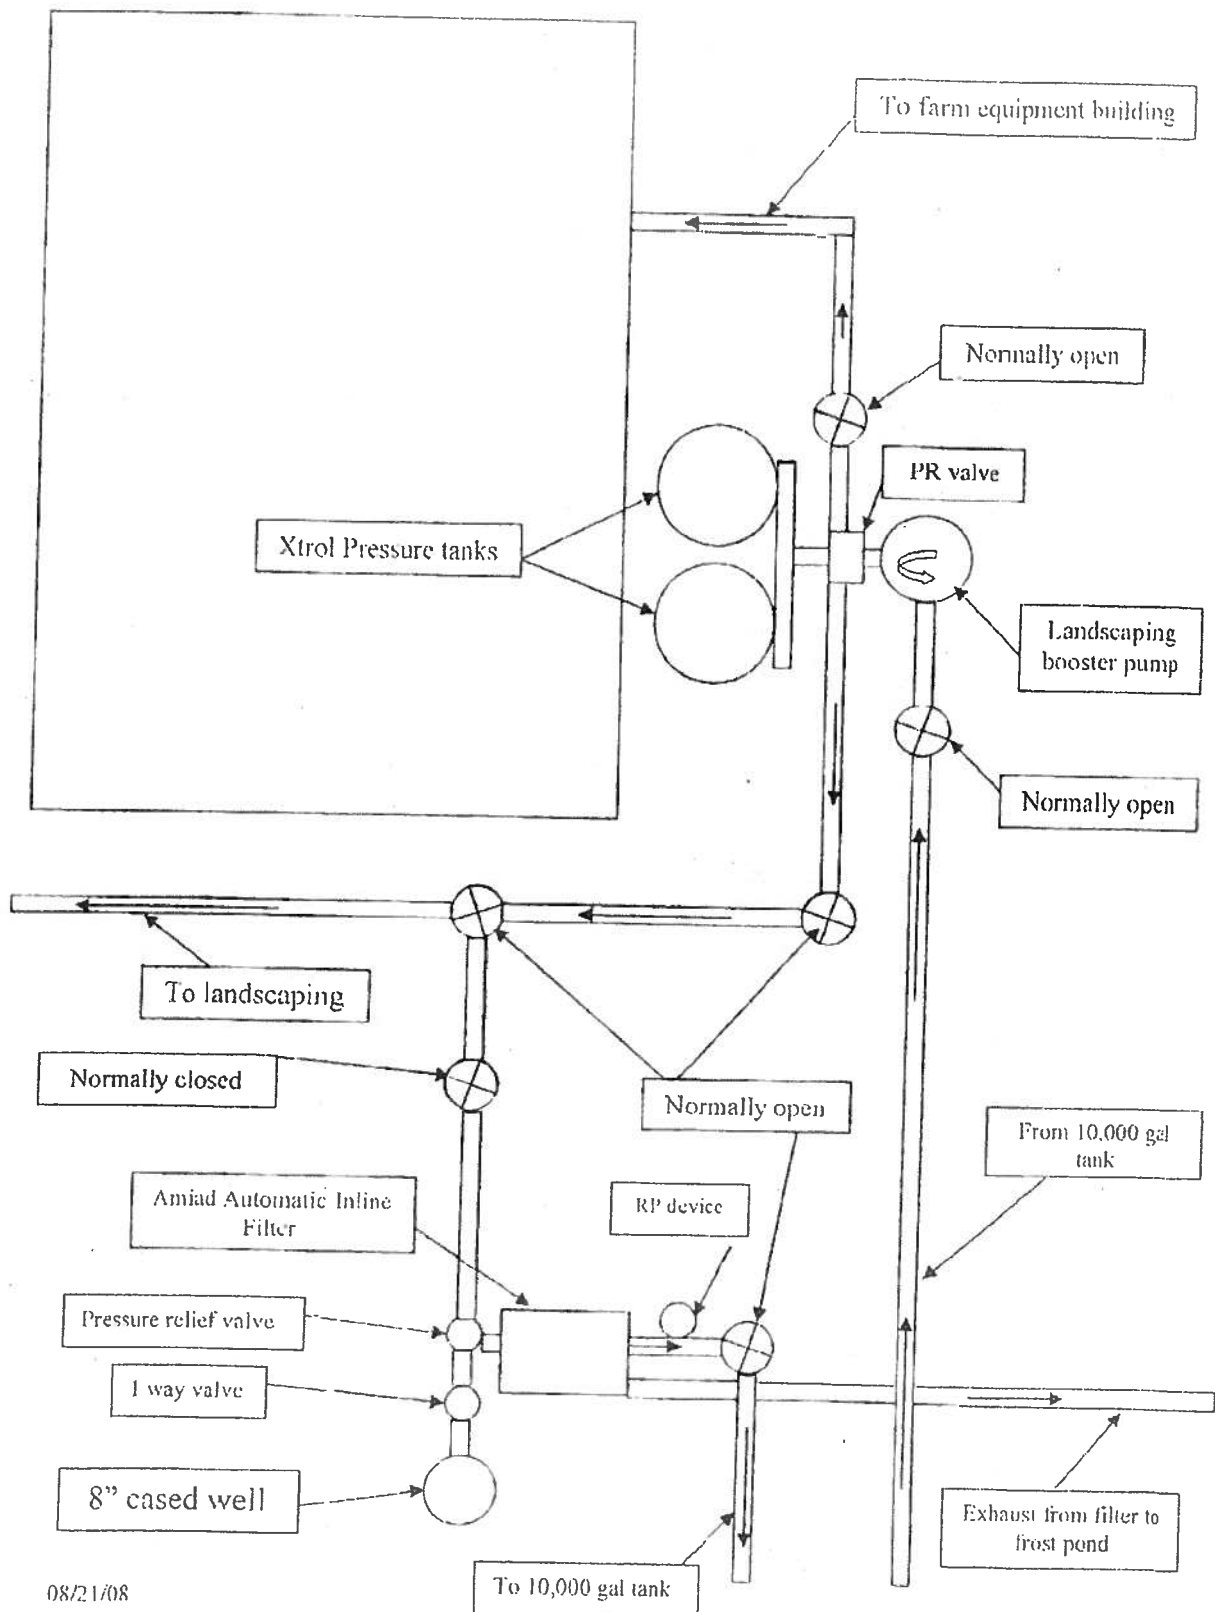 To farm equipment building
Normally open
PR valve
Xtrol Pressure tanks
Landscaping
booster pump
Normally open
To landscaping
Normally closed
Normally open
From 10,000 gal
tank
Amiad Automatic Inline
Filter
RP device
Pressure relief valve
1 way valve
8" cased well
Exhaust from filter to
frost pond
To 10,000 gal tank
08/21/08